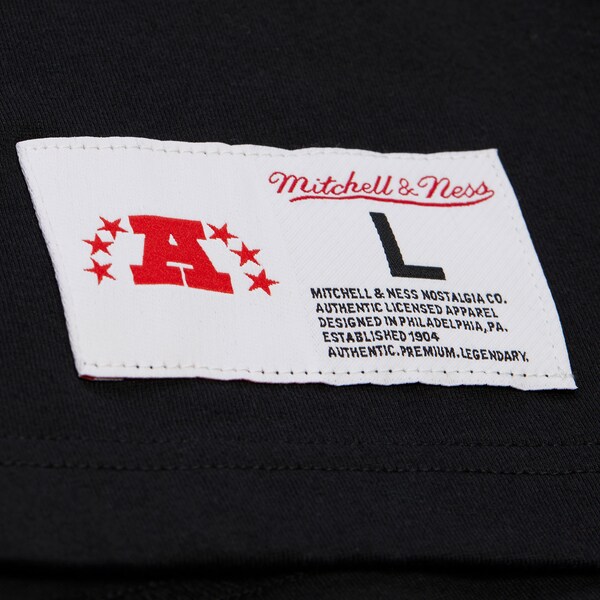 Mitchell & Ness
A
L
MITCHELL & NESS NOSTALGIA CO.
AUTHENTIC LICENSED APPAREL
DESIGNED IN PHILADELPHIA, PA.
ESTABLISHED 1904
AUTHENTIC.PREMIUM.LEGENDARY.